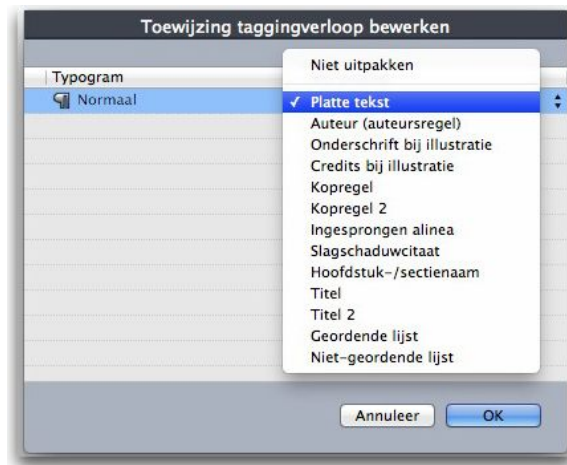 Toewijzing taggingverloop bewerken
Niet uitpakken
Typogram
Normaal
✓ Platte tekst
Auteur (auteursregel)
Onderschrift bij illustratie
Credits bij illustratie
Kopregel
Kopregel 2
Ingesprongen alinea
Slagschaduwcitaat
Hoofdstuk-/sectienaam
Titel
Titel 2
Geordende lijst
Niet-geordende lijst
Annuleer
OK